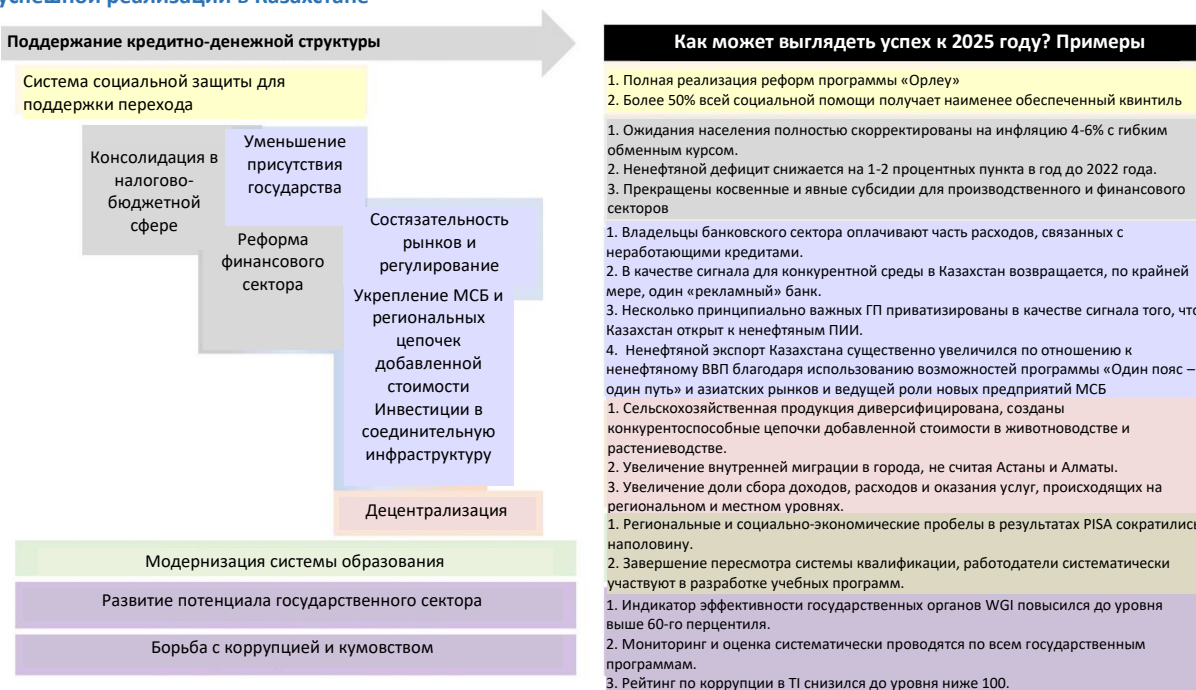 успешной реализации в Казахстане
Поддержание кредитно-денежной структуры
Система социальной защиты для
поддержки перехода
Консолидация в
налогово-
бюджетной
сфере
Уменьшение
присутствия
государства
Реформа
финансового
сектора
Состязательность
рынков и
регулирование
Укрепление МСБ и
региональных
цепочек
добавленной
стоимости
Инвестиции в
соединительную
инфраструктуру
Децентрализация
Модернизация системы образования
Развитие потенциала государственного сектора
Борьба с коррупцией и кумовством
Как может выглядеть успех к 2025 году? Примеры
1. Полная реализация реформ программы «Орлеу»
2. Более 50% всей социальной помощи получает наименее обеспеченный квинтиль
1. Ожидания населения полностью скорректированы на инфляцию 4-6% с гибким
обменным курсом.
2. Ненефтяной дефицит снижается на 1-2 процентных пункта в год до 2022 года.
3. Прекращены косвенные и явные субсидии для производственного и финансового
секторов
1. Владельцы банковского сектора оплачивают часть расходов, связанных с
неработающими кредитами.
2. В качестве сигнала для конкурентной среды в Казахстан возвращается, по крайней
мере, один «рекламный» банк.
3. Несколько принципиально важных ГП приватизированы в качестве сигнала того, что
Казахстан открыт к ненефтяным ПИИ.
4. Ненефтяной экспорт Казахстана существенно увеличился по отношению к
ненефтяному ВВП благодаря использованию возможностей программы «Один пояс –
один путь» и азиатских рынков и ведущей роли новых предприятий МСБ
1. Сельскохозяйственная продукция диверсифицирована, созданы
конкурентоспособные цепочки добавленной стоимости в животноводстве и
растениеводстве.
2. Увеличение внутренней миграции в города, не считая Астаны и Алматы.
3. Увеличение доли сбора доходов, расходов и оказания услуг, происходящих на
региональном и местном уровнях.
1. Региональные и социально-экономические пробелы в результатах PISA сократились
наполовину.
2. Завершение пересмотра системы квалификации, работодатели систематически
участвуют в разработке учебных программ.
1. Индикатор эффективности государственных органов WGI повысился до уровня
выше 60-го перцентиля.
2. Мониторинг и оценка систематически проводятся по всем государственным
программам.
3. Рейтинг по коррупции в TI снизился до уровня ниже 100.